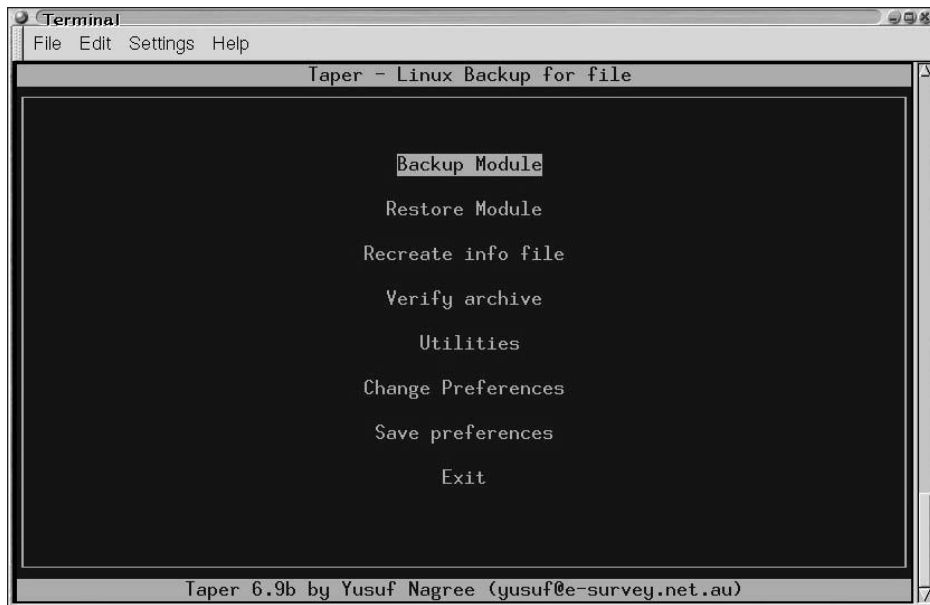 Terminal
File Edit Settings Help
Taper - Linux Backup for file
Backup Module
Restore Module
Recreate info file
Verify archive
Utilities
Change Preferences
Save preferences
Exit
Taper 6.9b by Yusuf Nagree (yusuf@e-survey.net.au)